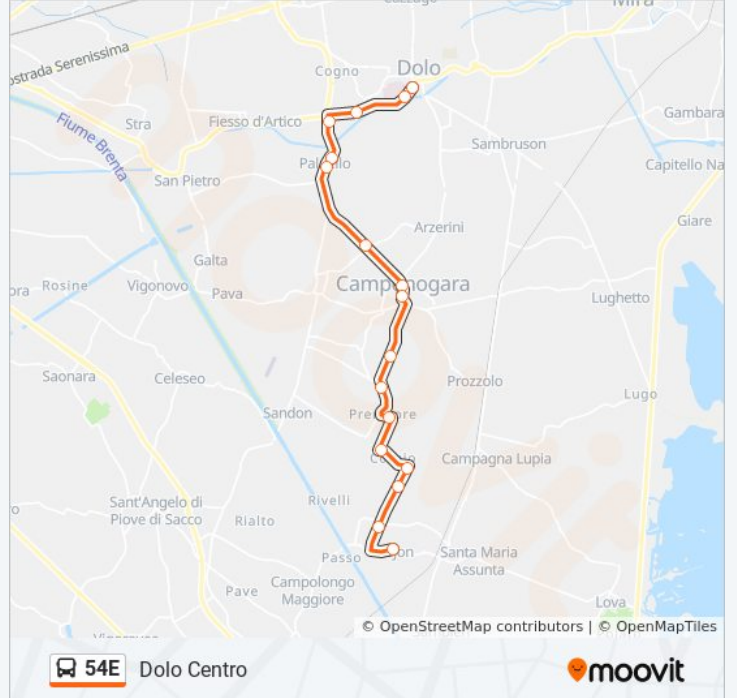 Mira
ostrada Serenissima
Cogno
Dolo
Stra
Fiesso d'Artico
Gambara
Fiume Brenta
Sambruson
San Pietro
Capitello Na
Arzerini
Giare
Galta
Rosine
Vigonovo
Pava
Lughetto
Saonara
Celeseo
Prozzolo
Lugo
Sandon
Campagna Lupia
Rivelli
Sant'Angelo di
Piove di Sacco
Rialto
Passo
Santa Maria
Assunta
Campolongo
Maggiore
Pave
Lova
© OpenStreetMap contributors | © OpenMapTiles
54E
Dolo Centro
moovit